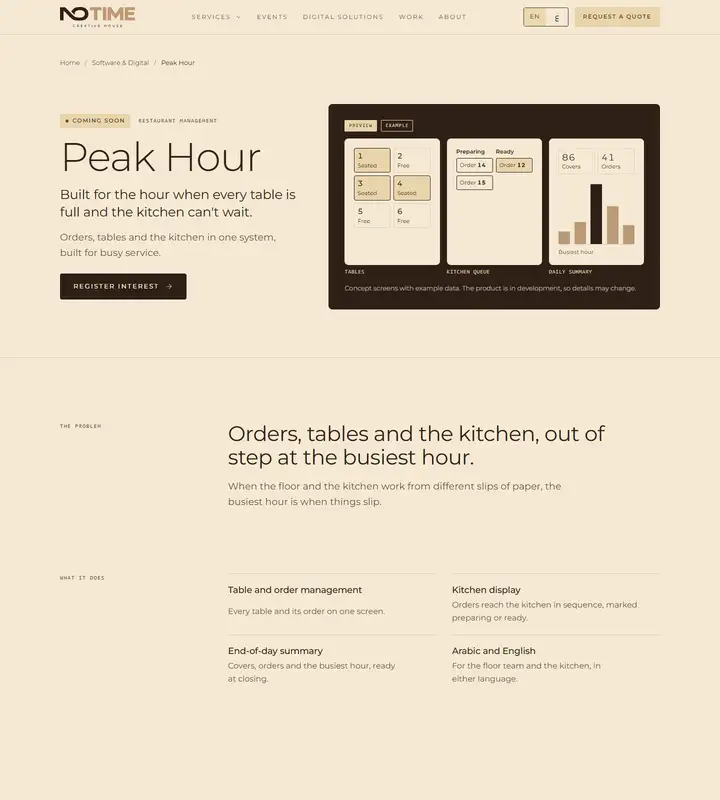 NOTIME
CREATIVE HOUSE
SERVICES
EVENTS
DIGITAL SOLUTIONS
WORK
ABOUT
EN
ع
REQUEST A QUOTE
Home / Software & Digital / Peak Hour
COMING SOON
RESTAURANT MANAGEMENT
Peak Hour
Built for the hour when every table is
full and the kitchen can't wait.
Orders, tables and the kitchen in one system,
built for busy service.
REGISTER INTEREST →
PREVIEW
EXAMPLE
1
Seated
2
Free
3
Seated
4
Seated
5
Free
6
Free
TABLES
Preparing
Order 14
Order 15
Ready
Order 12
KITCHEN QUEUE
86
Covers
41
Orders
Busiest hour
DAILY SUMMARY
Concept screens with example data. The product is in development, so details may change.
THE PROBLEM
Orders, tables and the kitchen, out of
step at the busiest hour.
When the floor and the kitchen work from different slips of paper, the
busiest hour is when things slip.
WHAT IT DOES
Table and order management
Every table and its order on one screen.
Kitchen display
Orders reach the kitchen in sequence, marked
preparing or ready.
End-of-day summary
Covers, orders and the busiest hour, ready
at closing.
Arabic and English
For the floor team and the kitchen, in
either language.